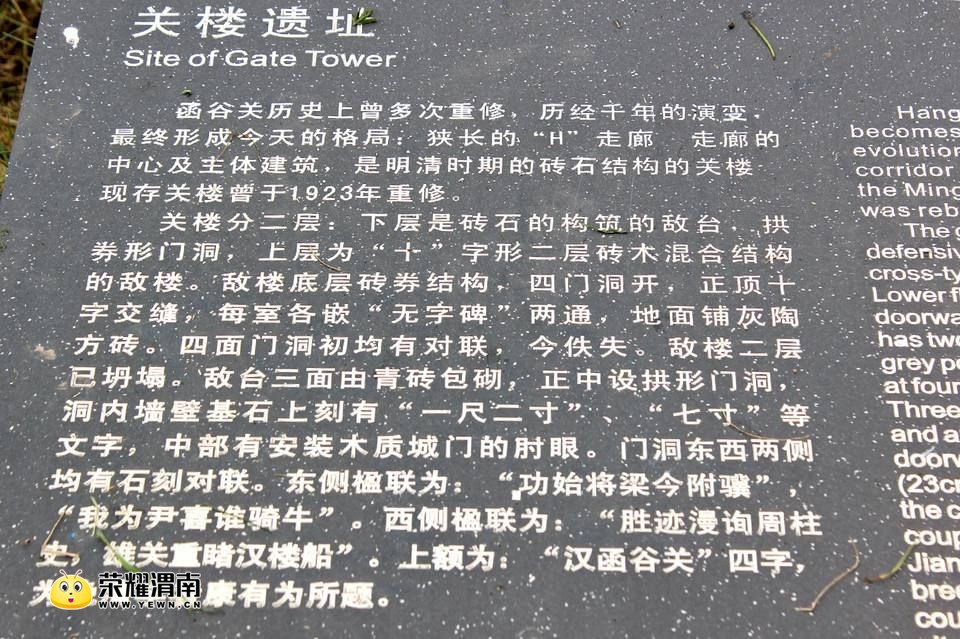 关楼遗址
Site of Gate Tower
函谷关历史上曾多次重修，历经千年的演变，
最终形成今天的格局：狭长的“H”走廊 走廊的
中心及主体建筑，是明清时期的砖石结构的关楼
现存关楼曾于1923年重修。
关楼分二层：下层是砖石的构筑的敌台，拱
券形门洞，上层为“十”字形二层砖木混合结构
的敌楼。敌楼底层砖券结构，四门洞开，正顶十
字交缝，每室各嵌“无字碑”两通，地面铺灰陶
方砖。四面门洞初均有对联，今佚失。敌楼二层
已坍塌。敌台三面由青砖包砌，正中设拱形门洞，
洞内墙壁基石上刻有“一尺二寸”、“七寸”等
文字，中部有安装木质城门的肘眼。门洞东西两侧
均有石刻对联。东侧楹联为：“功始将梁今附骥”，
“我为尹喜谁骑牛”。西侧楹联为：“胜迹漫询周柱
史 雄关重睹汉楼船”。上额为：“汉函谷关”四字，
为 康有为所题。
Hang
becomes
evolution
corridor
the Ming
was reb
The g
defensiv
cross-ty
Lower f
doorwa
has two
grey po
at four
Three
and a
doorw
(23cm
the c
coup
Jian
bree
coup
荣耀渭南
WWW.YEWN.CN